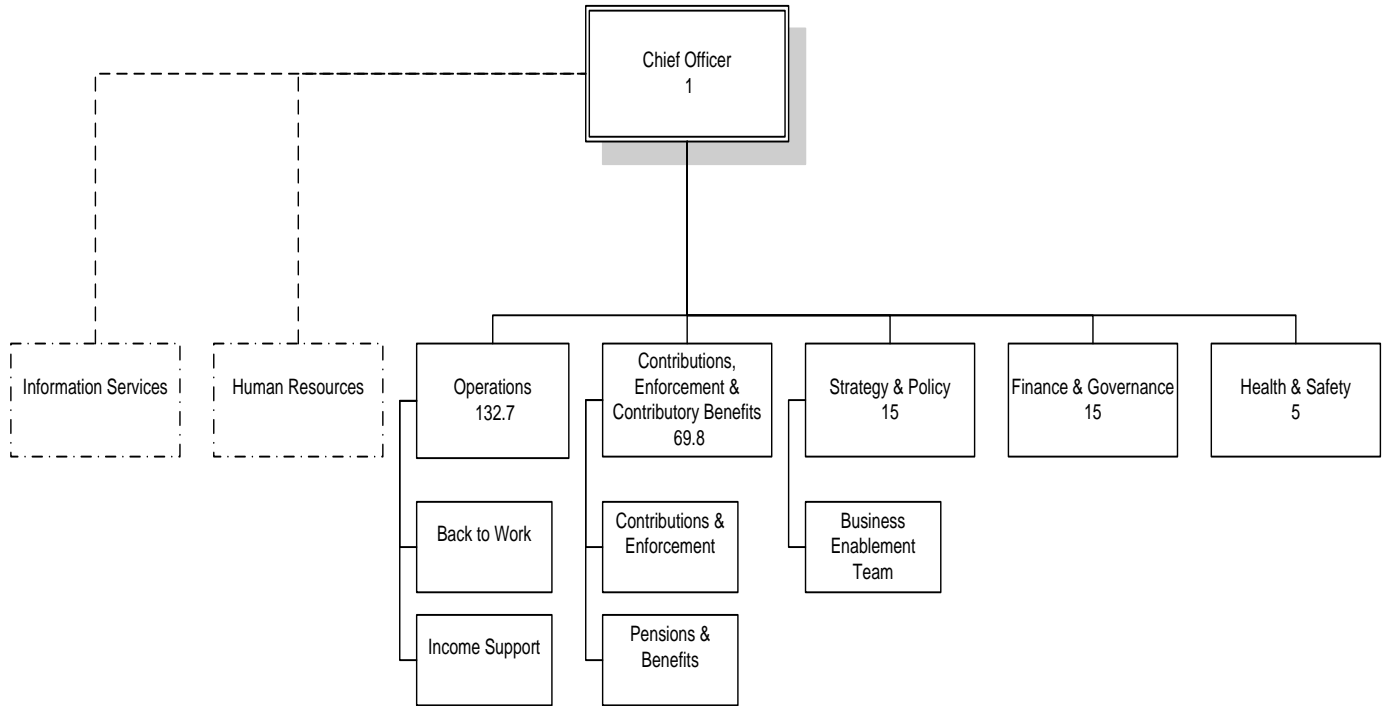 Chief Officer
1
Information Services
Human Resources
Operations
132.7
Contributions,
Enforcement &
Contributory Benefits
69.8
Strategy & Policy
15
Finance & Governance
15
Health & Safety
5
Back to Work
Contributions &
Enforcement
Business
Enablement
Team
Income Support
Pensions &
Benefits